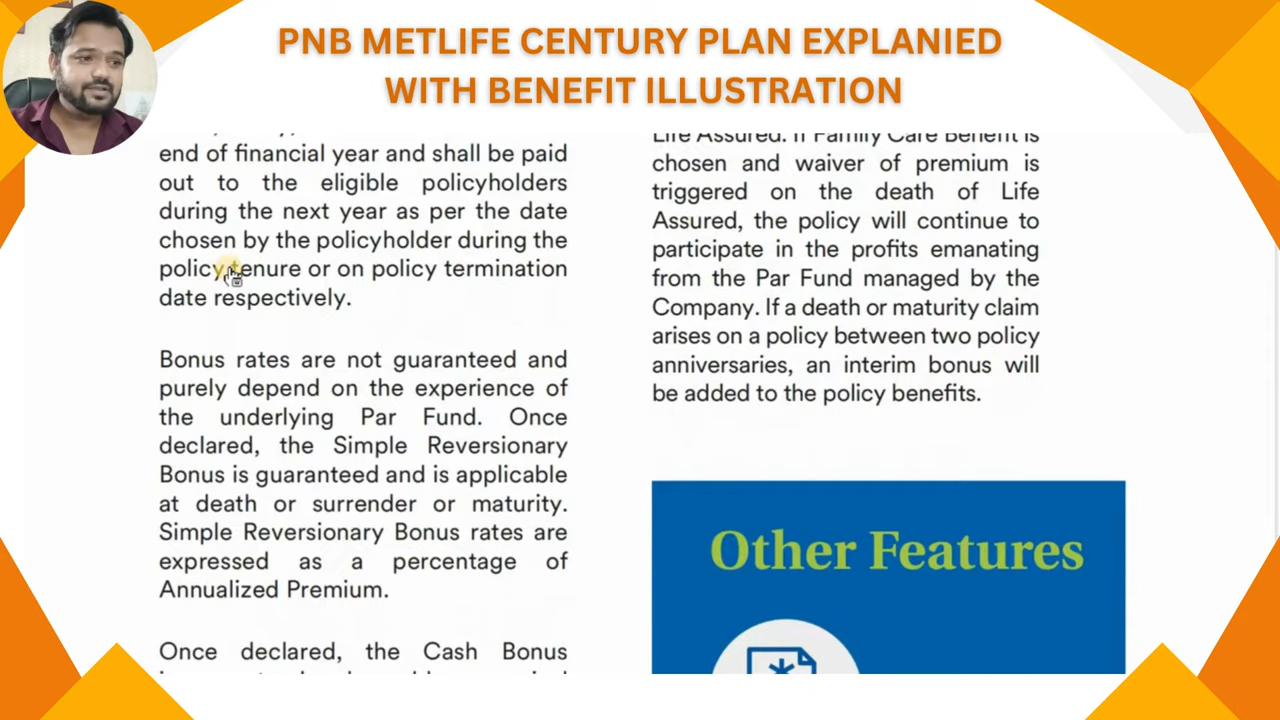 PNB METLIFE CENTURY PLAN EXPLANIED
WITH BENEFIT ILLUSTRATION
end of financial year and shall be paid
out to the eligible policyholders
during the next year as per the date
chosen by the policyholder during the
policy tenure or on policy termination
date respectively.
Bonus rates are not guaranteed and
purely depend on the experience of
the underlying Par Fund. Once
declared, the Simple Reversionary
Bonus is guaranteed and is applicable
at death or surrender or maturity.
Simple Reversionary Bonus rates are
expressed as a percentage of
Annualized Premium.
Once declared, the Cash Bonus
Life Assured. If Family Care Benefit is
chosen and waiver of premium is
triggered on the death of Life
Assured, the policy will continue to
participate in the profits emanating
from the Par Fund managed by the
Company. If a death or maturity claim
arises on a policy between two policy
anniversaries, an interim bonus will
be added to the policy benefits.
Other Features